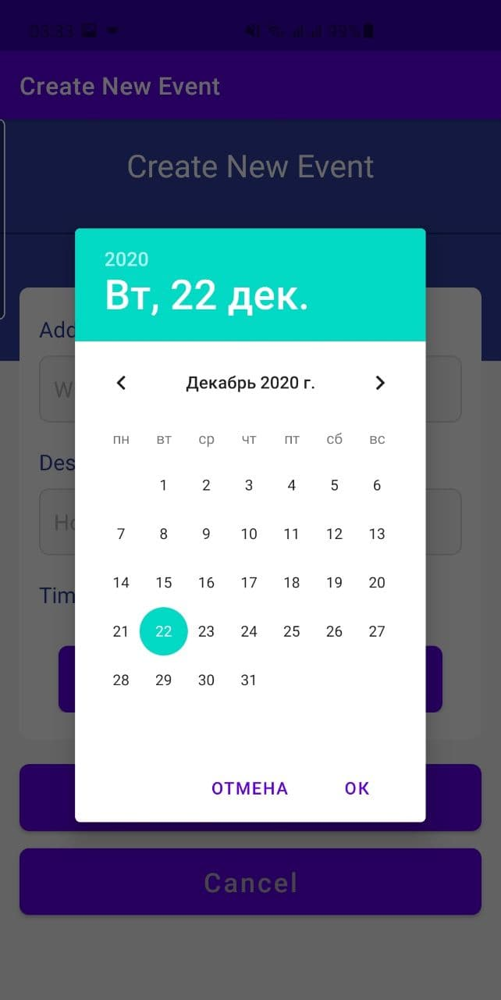 03:33 99%
Create New Event
Create New Event
2020
Вт, 22 дек.
Add
Декабрь 2020 г.
пн вт ср чт пт сб вс
Des
1 2 3 4 5 6
Ho
7 8 9 10 11 12 13
14 15 16 17 18 19 20
Tim
21 22 23 24 25 26 27
28 29 30 31
ОТМЕНА ОК
Cancel